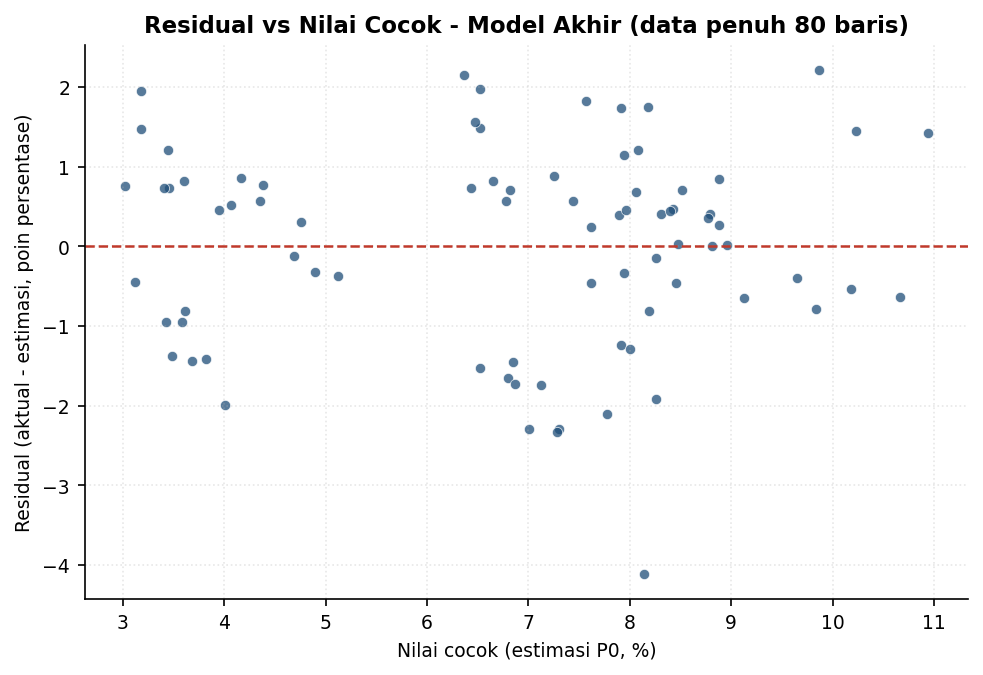 Residual vs Nilai Cocok - Model Akhir (data penuh 80 baris)
Residual (aktual - estimasi, poin persentase)
2
1
0
−1
−2
−3
−4
3 4 5 6 7 8 9 10 11
Nilai cocok (estimasi P0, %)